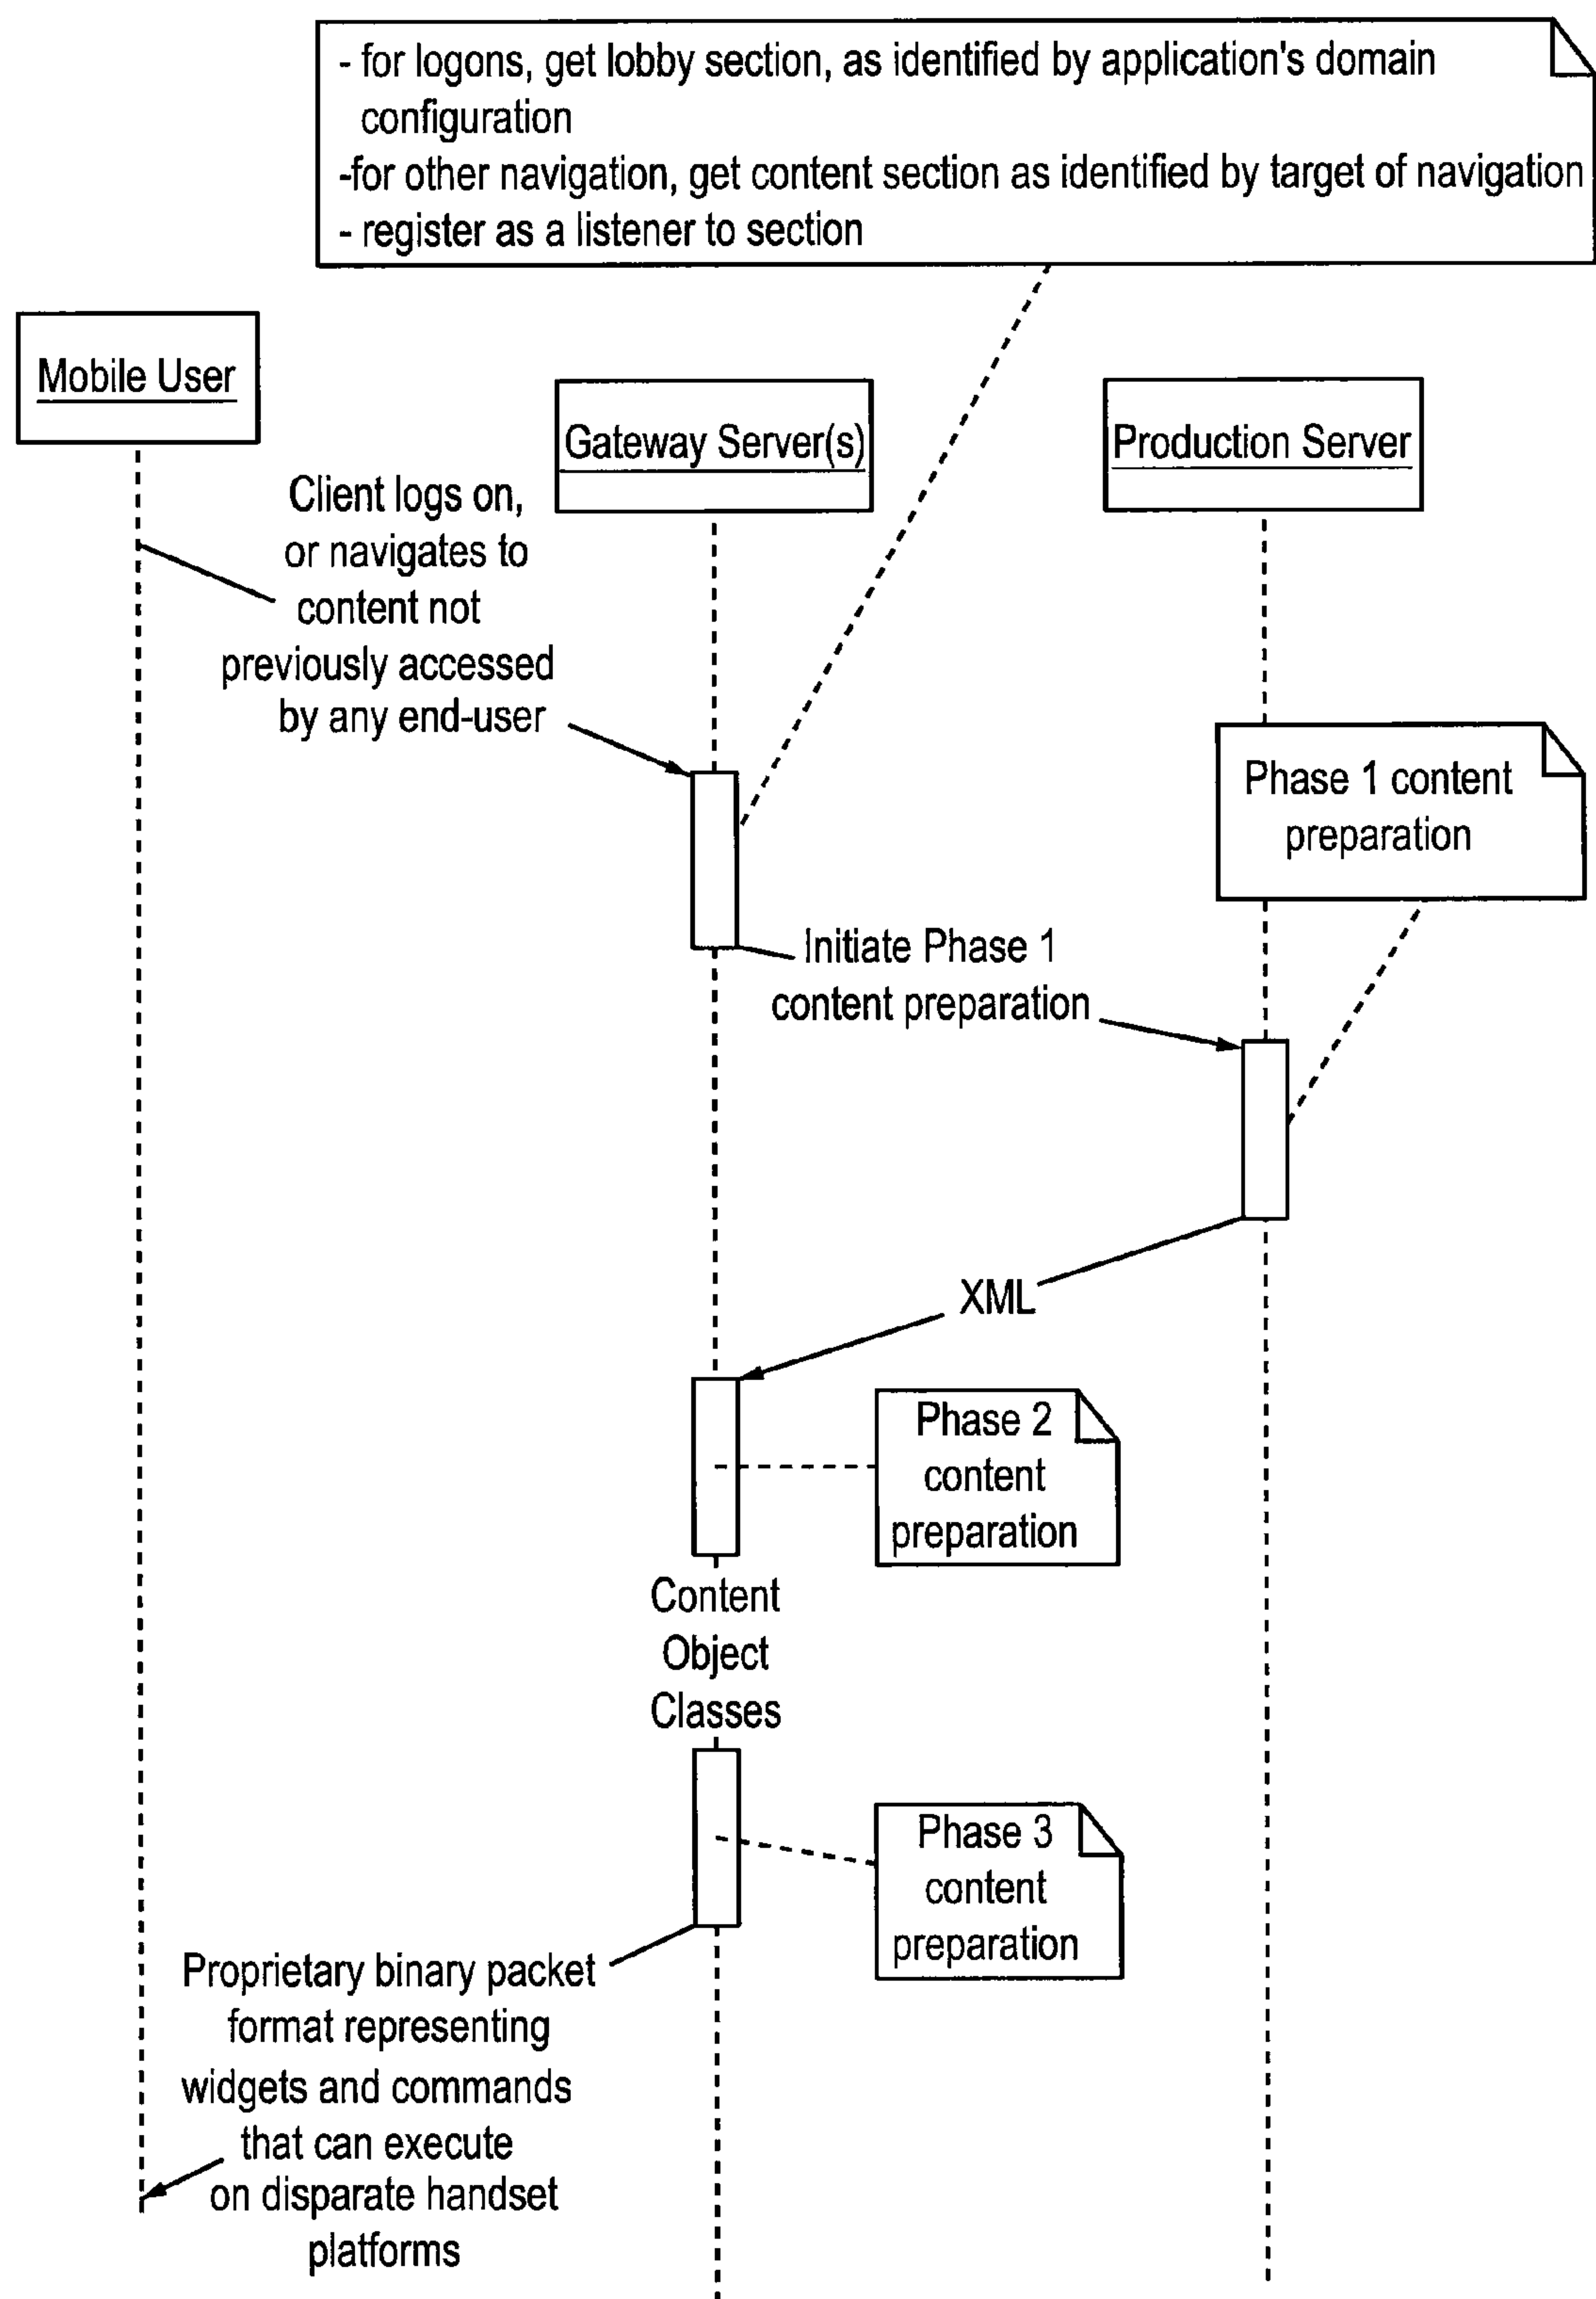 - for logons, get lobby section, as identified by application's domain
configuration
-for other navigation, get content section as identified by target of navigation
- register as a listener to section
Mobile User
Gateway Server(s)
Production Server
Client logs on,
or navigates to
content not
previously accessed
by any end-user
Phase 1 content
preparation
Initiate Phase 1
content preparation
XML
Phase 2
content
preparation
Content
Object
Classes
Phase 3
content
preparation
Proprietary binary packet
format representing
widgets and commands
that can execute
on disparate handset
platforms